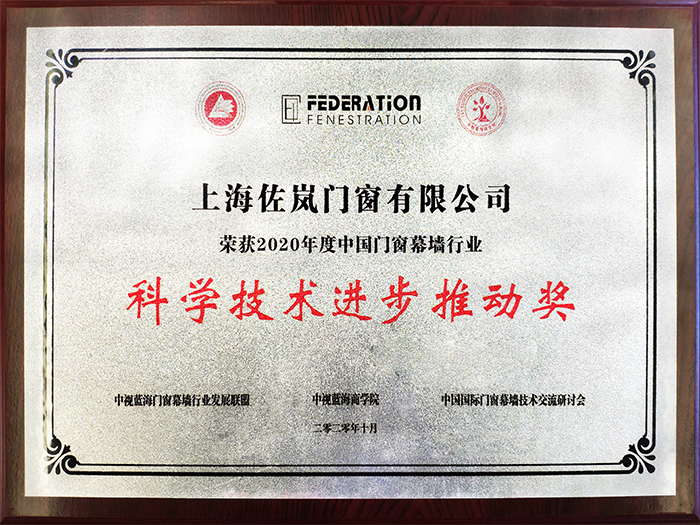 FEDERATION
FENESTRATION
上海佐岚门窗有限公司
荣获2020年度中国门窗幕墙行业
科学技术进步推动奖
中视蓝海门窗幕墙行业发展联盟 中视蓝海商学院 中国国际门窗幕墙技术交流研讨会
二〇二〇年十月